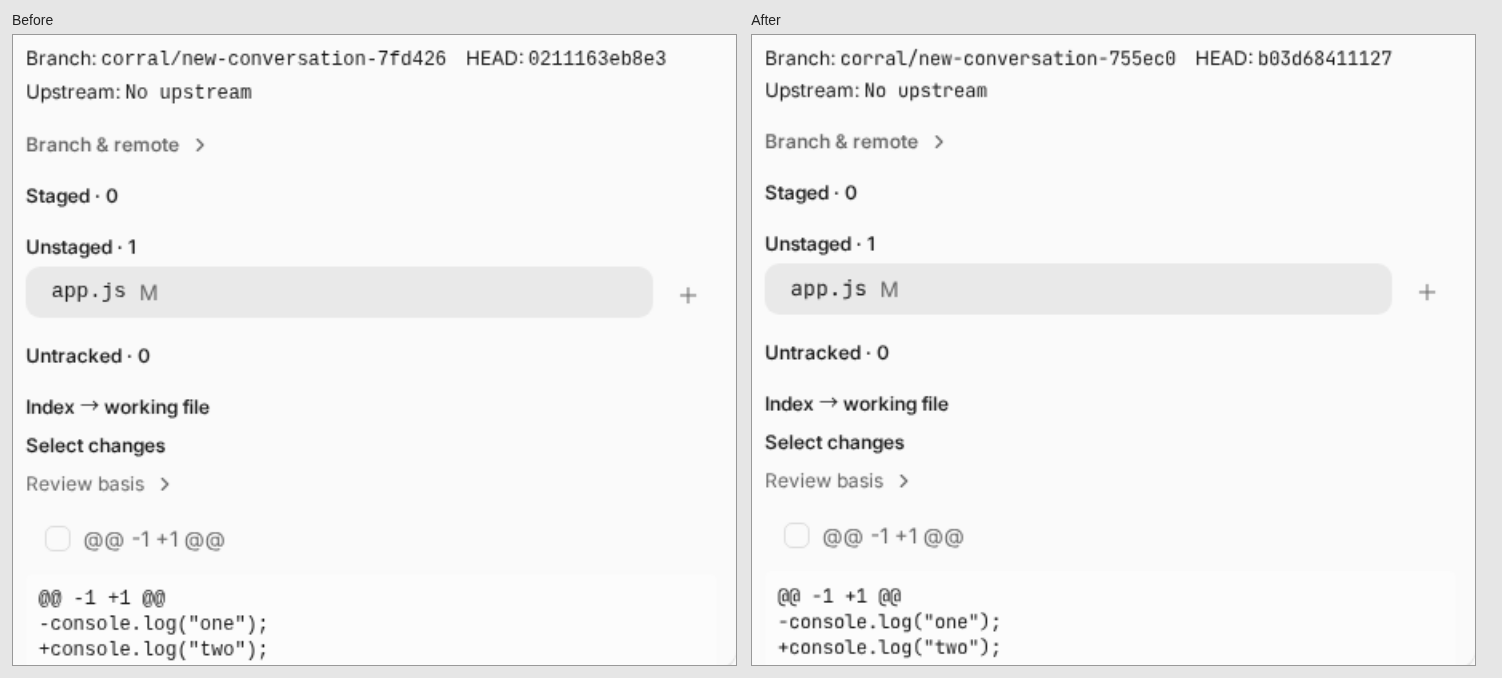 Before
Branch: corral/new-conversation-7fd426 HEAD: 0211163eb8e3
Upstream: No upstream
Branch & remote
Staged · 0
Unstaged · 1
app.js M
+
Untracked · 0
Index → working file
Select changes
Review basis
@@ -1 +1 @@
@@ -1 +1 @@
-console.log("one");
+console.log("two");
After
Branch: corral/new-conversation-755ec0 HEAD: b03d68411127
Upstream: No upstream
Branch & remote
Staged · 0
Unstaged · 1
app.js M
+
Untracked · 0
Index → working file
Select changes
Review basis
@@ -1 +1 @@
@@ -1 +1 @@
-console.log("one");
+console.log("two");